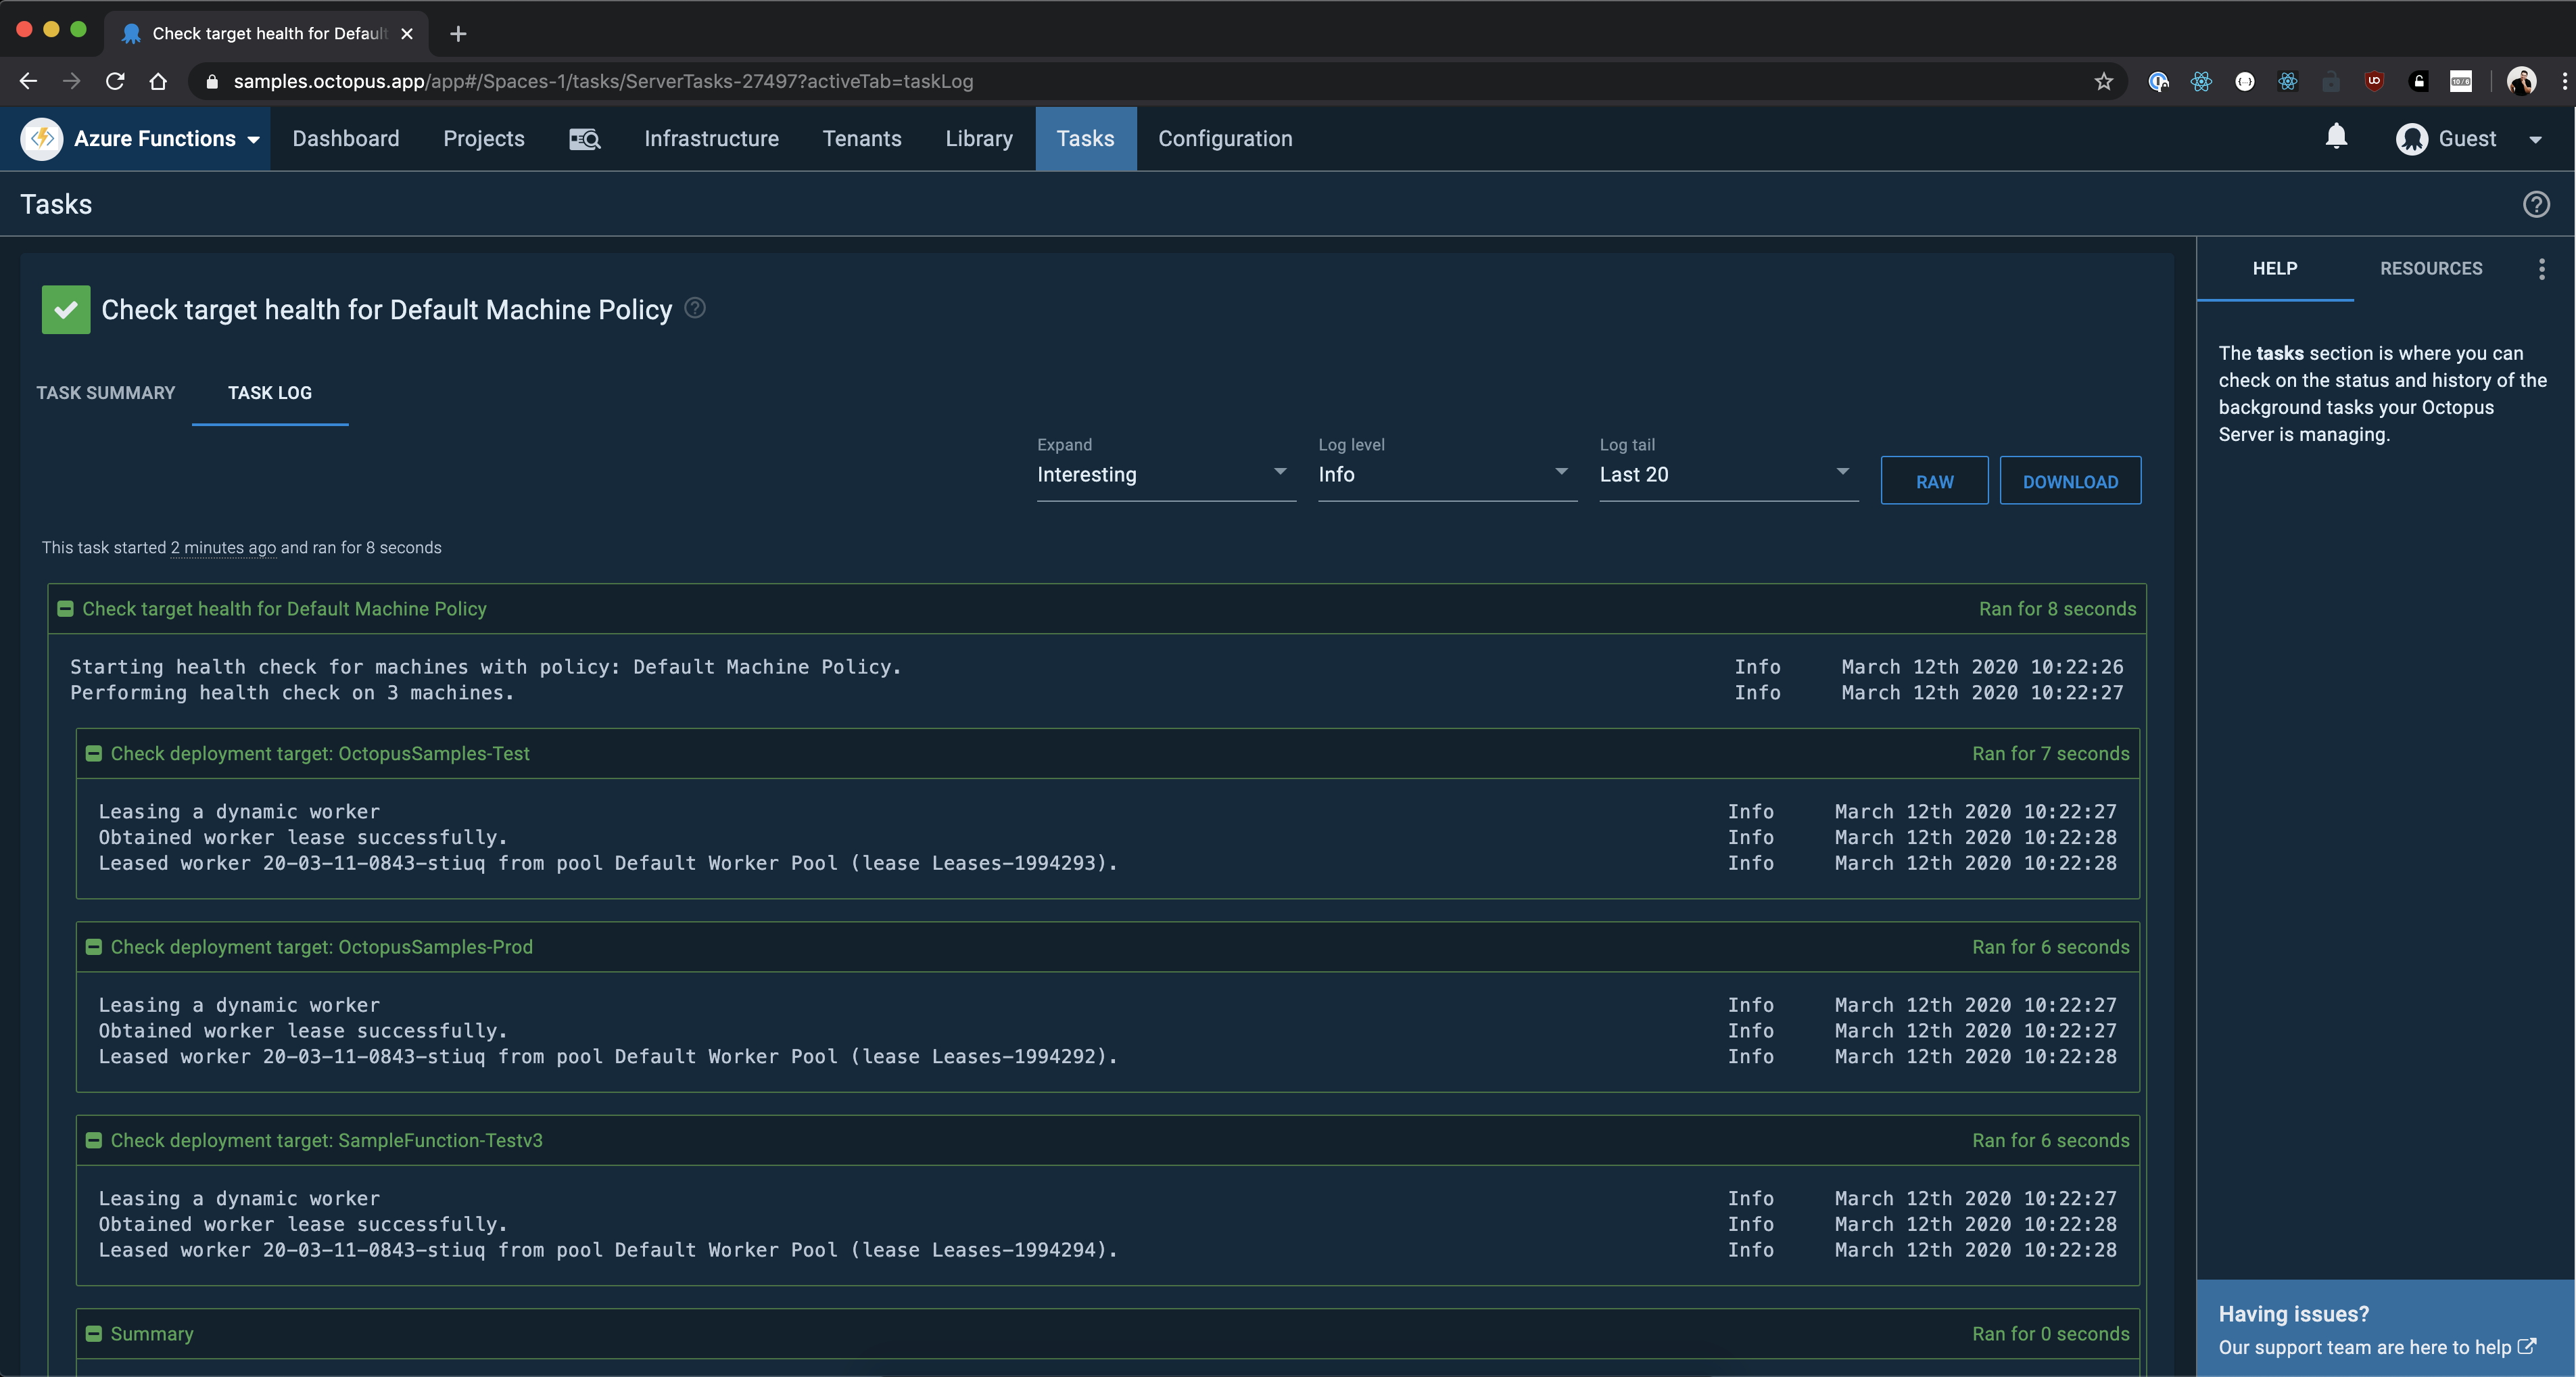 Check target health for Defaul
samples.octopus.app/app#/Spaces-1/tasks/ServerTasks-27497?activeTab=taskLog
Azure Functions
Dashboard
Projects
Infrastructure
Tenants
Library
Tasks
Configuration
Guest
Tasks
Check target health for Default Machine Policy
TASK SUMMARY
TASK LOG
Expand
Interesting
Log level
Info
Log tail
Last 20
RAW
DOWNLOAD
This task started 2 minutes ago and ran for 8 seconds
Check target health for Default Machine Policy Ran for 8 seconds
Starting health check for machines with policy: Default Machine Policy. Info March 12th 2020 10:22:26
Performing health check on 3 machines. Info March 12th 2020 10:22:27
Check deployment target: OctopusSamples-Test Ran for 7 seconds
Leasing a dynamic worker Info March 12th 2020 10:22:27
Obtained worker lease successfully. Info March 12th 2020 10:22:28
Leased worker 20-03-11-0843-stiuq from pool Default Worker Pool (lease Leases-1994293). Info March 12th 2020 10:22:28
Check deployment target: OctopusSamples-Prod Ran for 6 seconds
Leasing a dynamic worker Info March 12th 2020 10:22:27
Obtained worker lease successfully. Info March 12th 2020 10:22:27
Leased worker 20-03-11-0843-stiuq from pool Default Worker Pool (lease Leases-1994292). Info March 12th 2020 10:22:28
Check deployment target: SampleFunction-Testv3 Ran for 6 seconds
Leasing a dynamic worker Info March 12th 2020 10:22:27
Obtained worker lease successfully. Info March 12th 2020 10:22:28
Leased worker 20-03-11-0843-stiuq from pool Default Worker Pool (lease Leases-1994294). Info March 12th 2020 10:22:28
Summary Ran for 0 seconds
HELP
RESOURCES
The tasks section is where you can
check on the status and history of the
background tasks your Octopus
Server is managing.
Having issues?
Our support team are here to help